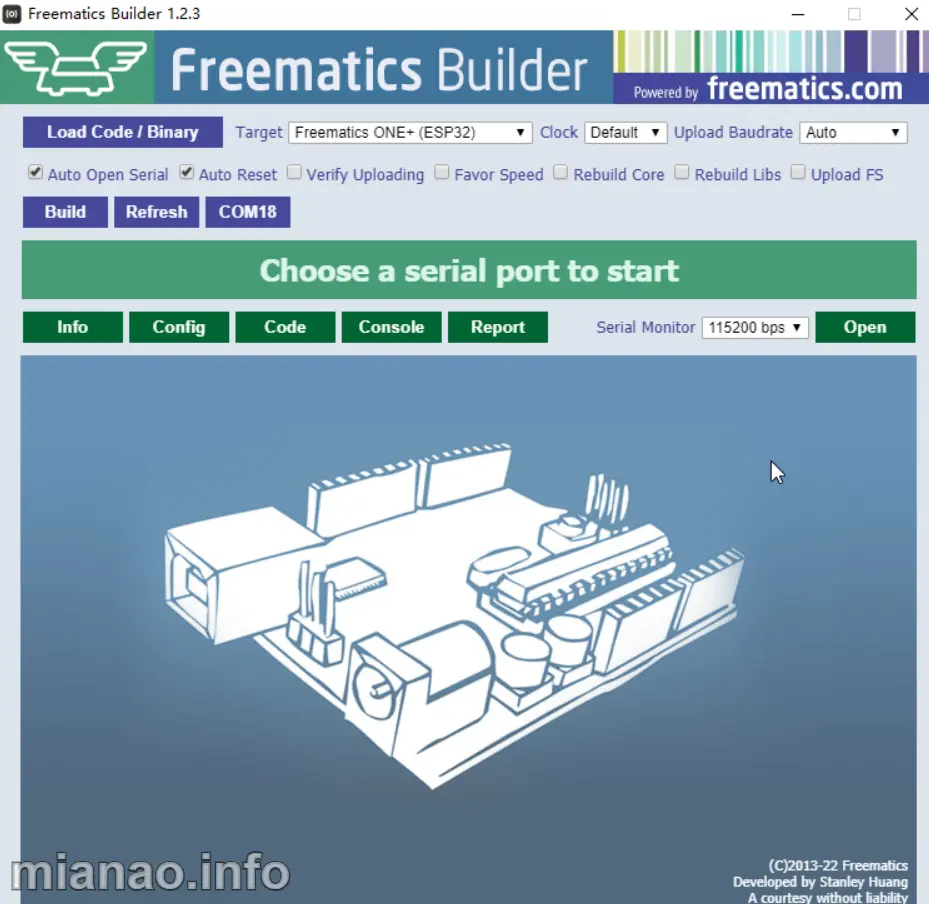 Freematics Builder 1.2.3
Freematics Builder
Powered by freematics.com
Load Code / Binary Target Freematics ONE+ (ESP32) Clock Default Upload Baudrate Auto
Auto Open Serial Auto Reset Verify Uploading Favor Speed Rebuild Core Rebuild Libs Upload FS
Build Refresh COM18
Choose a serial port to start
Info Config Code Console Report Serial Monitor 115200 bps Open
mianao.info
(C)2013-22 Freematics
Developed by Stanley Huang
A courtesy without liability